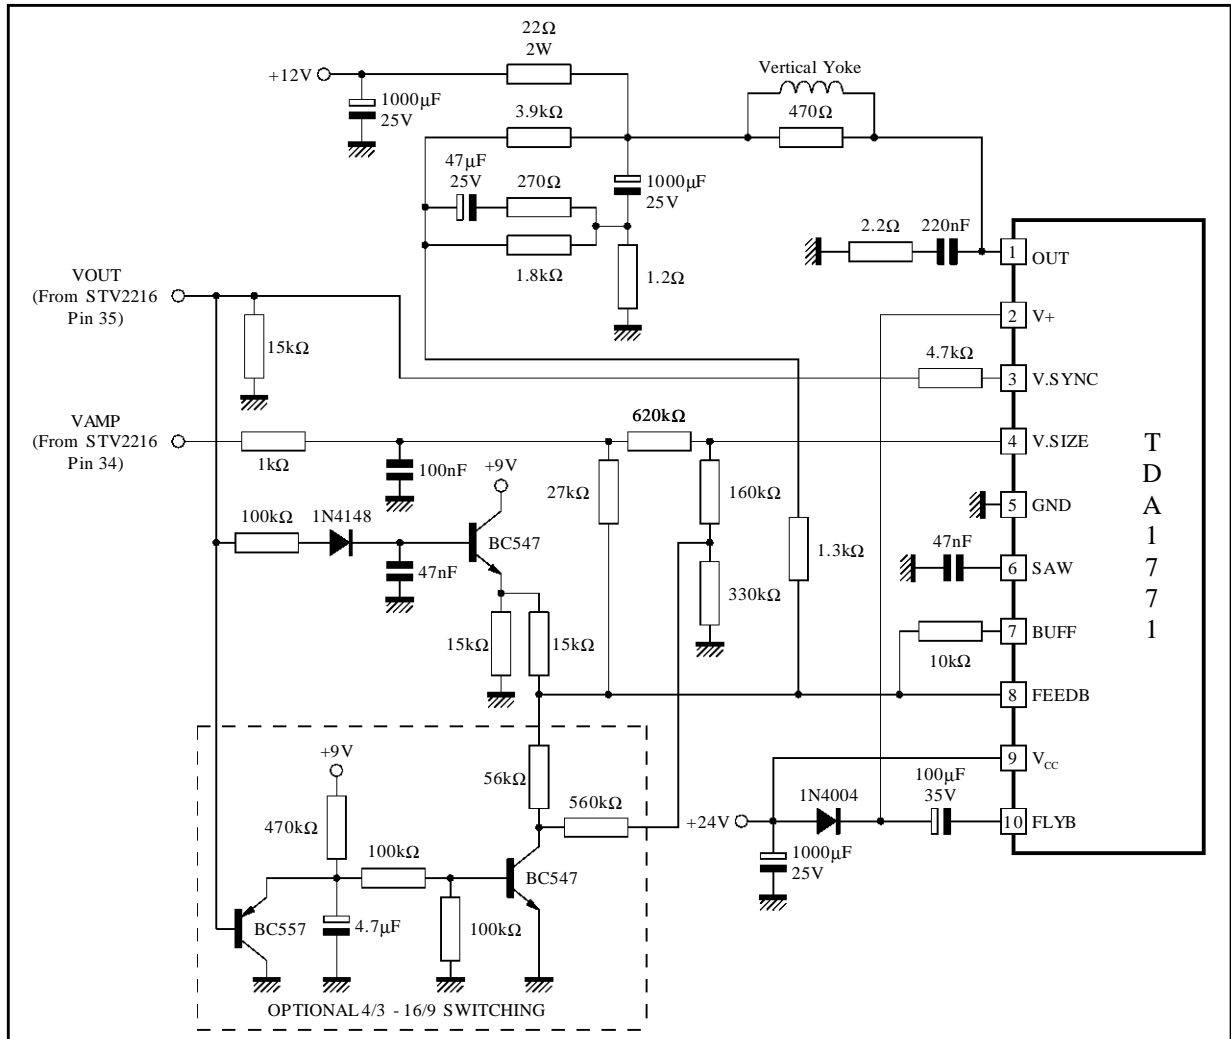 22Ω
2W
+12V
Vertical Yoke
1000µF
25V
3.9kΩ
470Ω
47µF
25V
270Ω
1000µF
25V
2.2Ω
220nF
1
OUT
1.8kΩ
1.2Ω
VOUT
(From STV2216
Pin 35)
2
V+
15kΩ
4.7kΩ
3
V.SYNC
VAMP
(From STV2216
Pin 34)
620kΩ
4
V.SIZE
1kΩ
100nF
+9V
27kΩ
160kΩ
5
GND
100kΩ
1N4148
BC547
47nF
1.3kΩ
47nF
6
SAW
330kΩ
15kΩ
15kΩ
7
BUFF
10kΩ
8
FEEDB
T
D
A
1
7
7
1
+9V
56kΩ
9
VCC
470kΩ
560kΩ
+24V
1N4004
100µF
35V
10
FLYB
100kΩ
BC547
1000µF
25V
BC557
4.7µF
100kΩ
OPTIONAL 4/3 - 16/9 SWITCHING